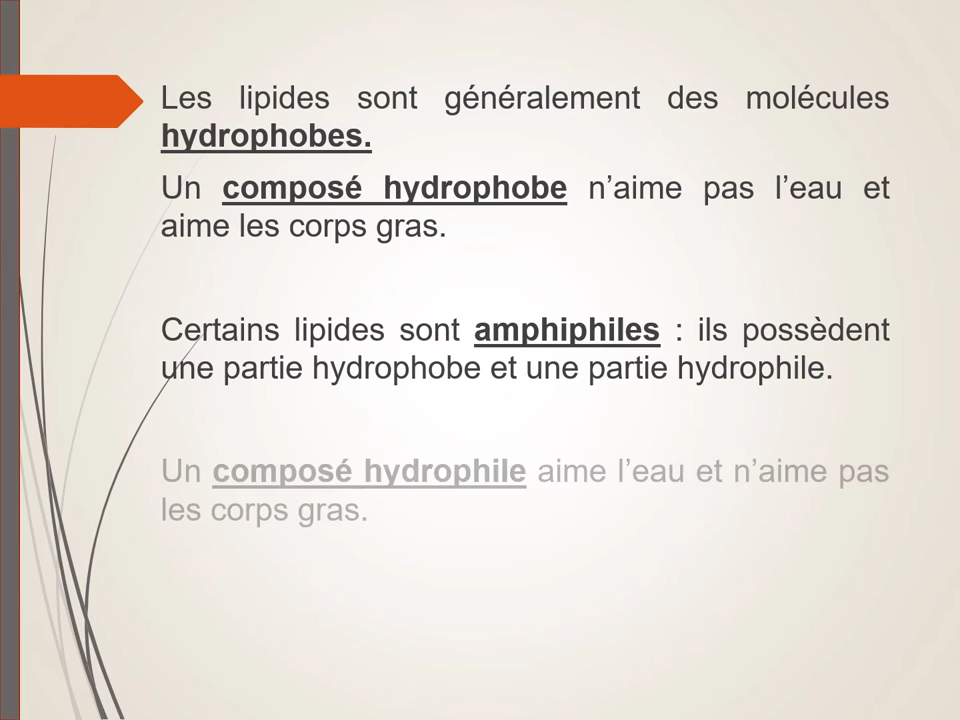 Les lipides sont généralement des molécules
hydrophobes.
Un composé hydrophobe n’aime pas l’eau et
aime les corps gras.
Certains lipides sont amphiphiles : ils possèdent
une partie hydrophobe et une partie hydrophile.
Un composé hydrophile aime l’eau et n’aime pas
les corps gras.